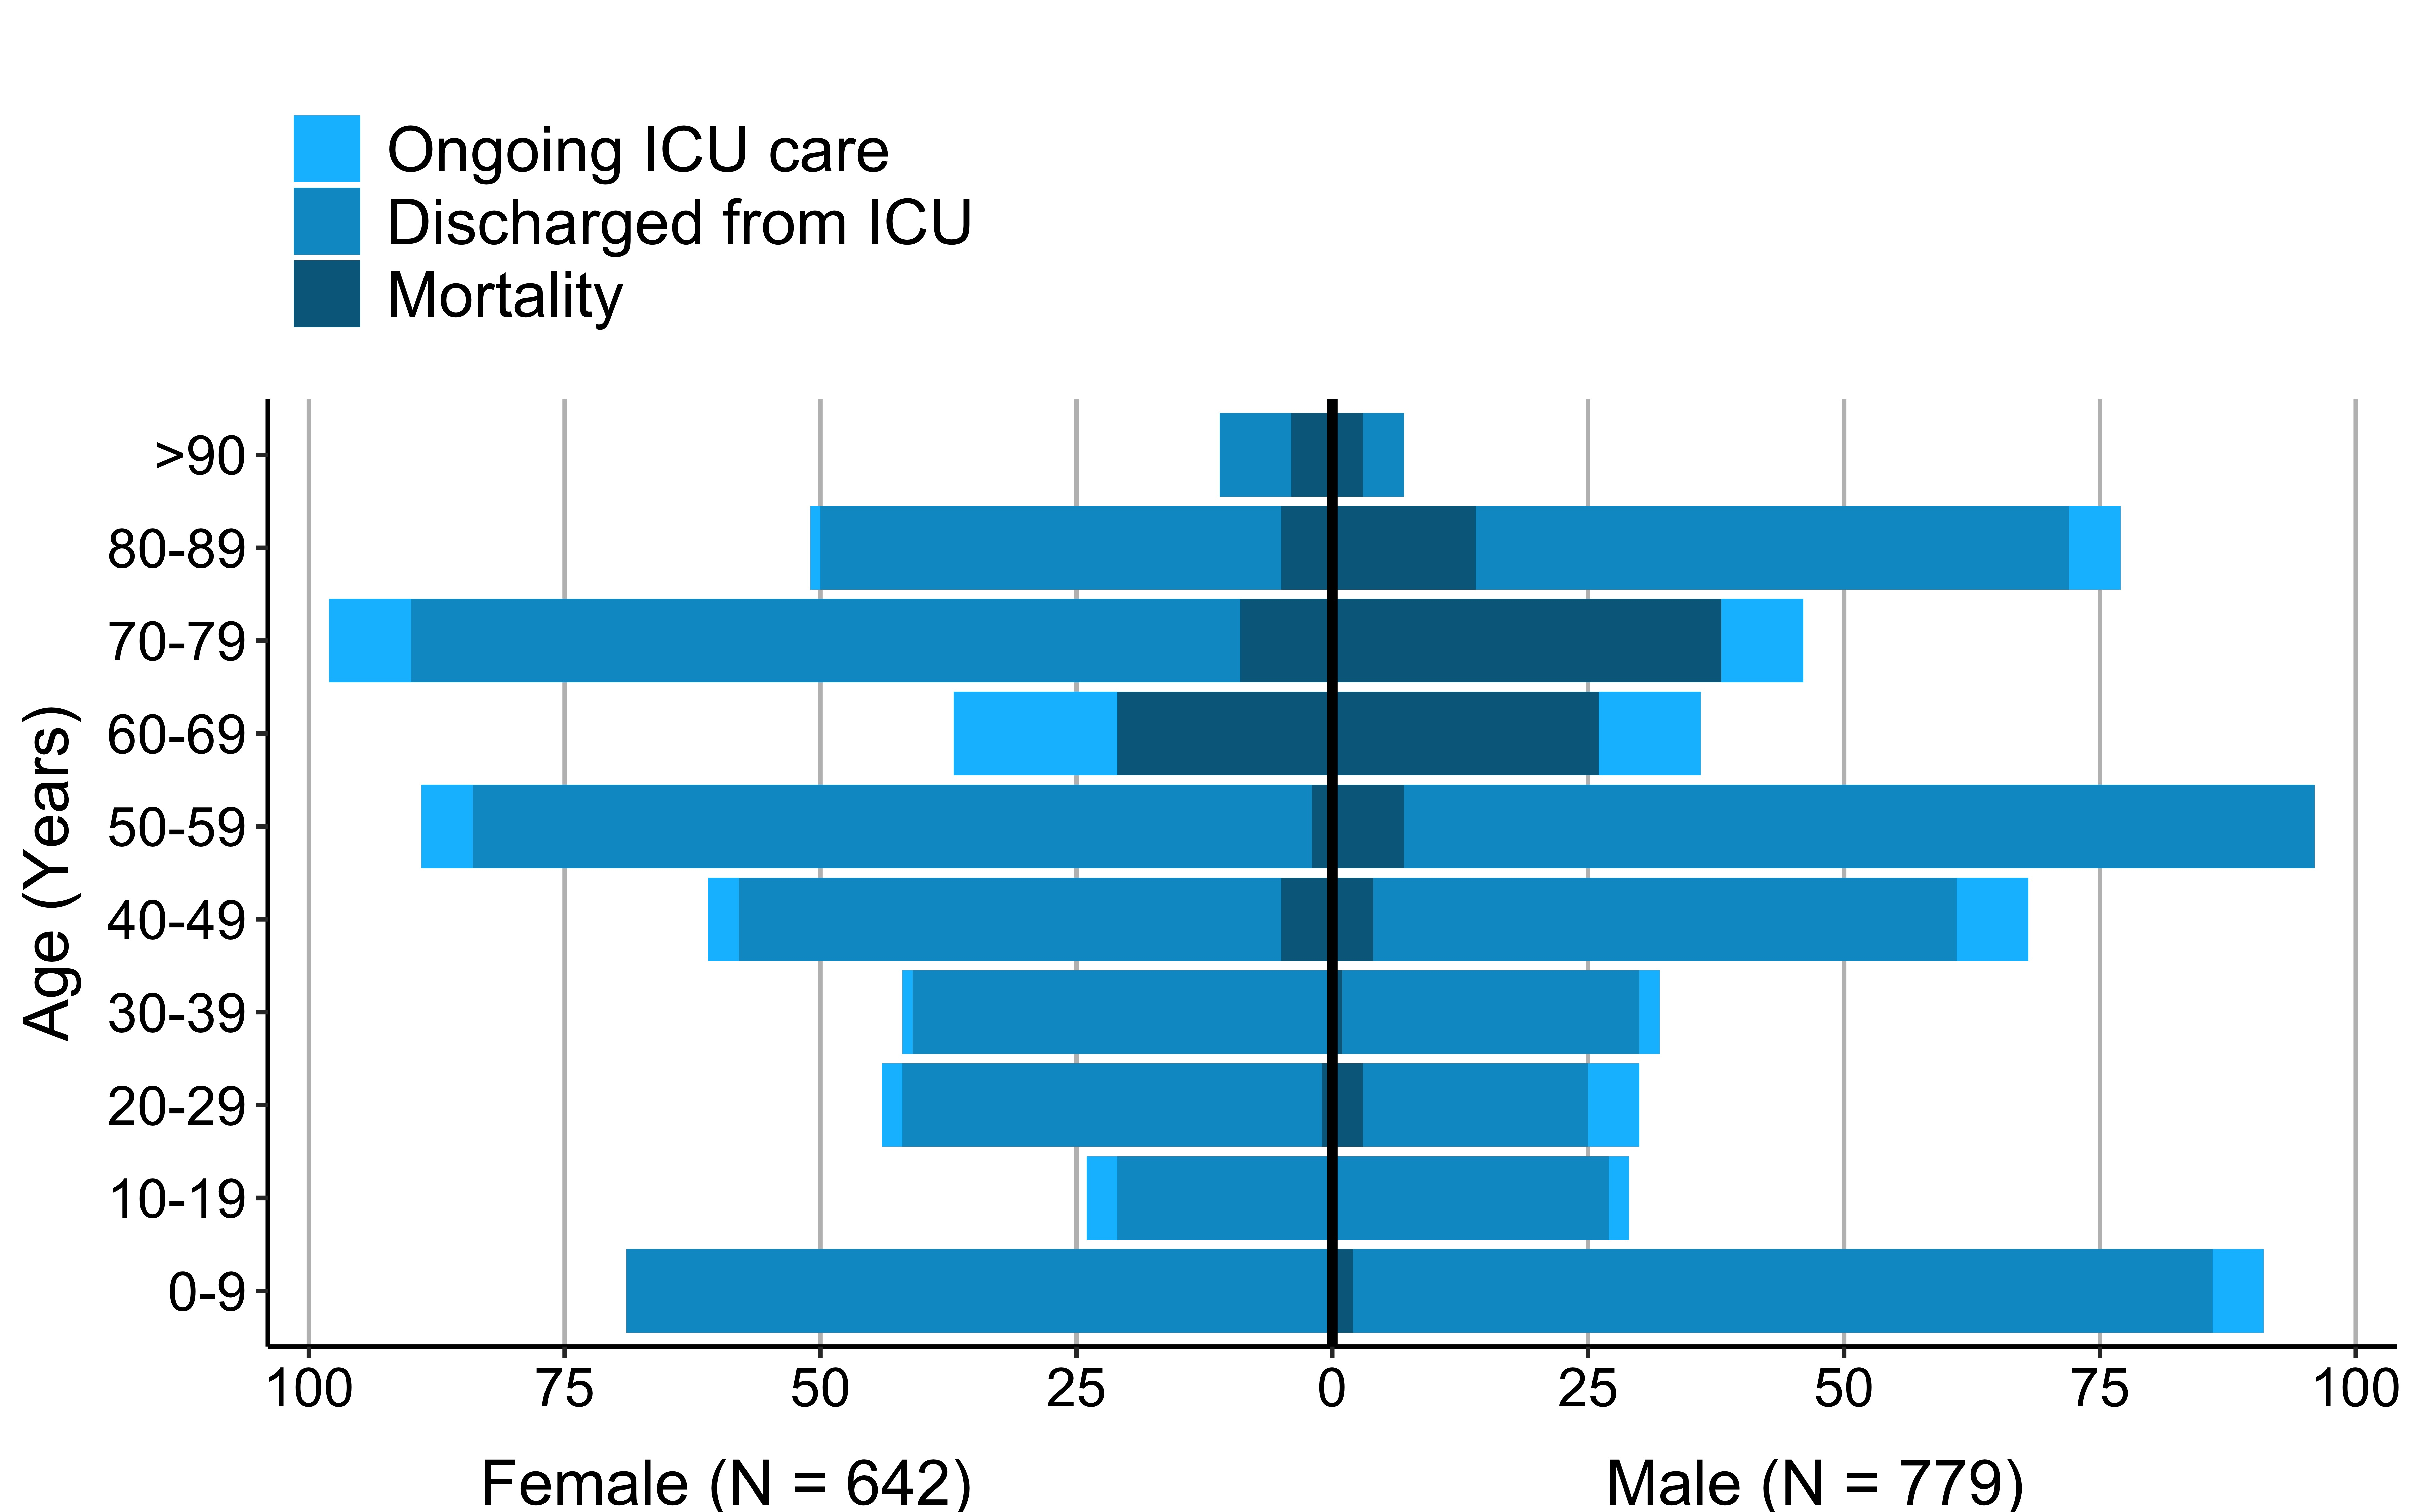 Ongoing ICU care
Discharged from ICU
Mortality
Age (Years)
>90
80-89
70-79
60-69
50-59
40-49
30-39
20-29
10-19
0-9
100 75 50 25 0 25 50 75 100
Female (N = 642) Male (N = 779)